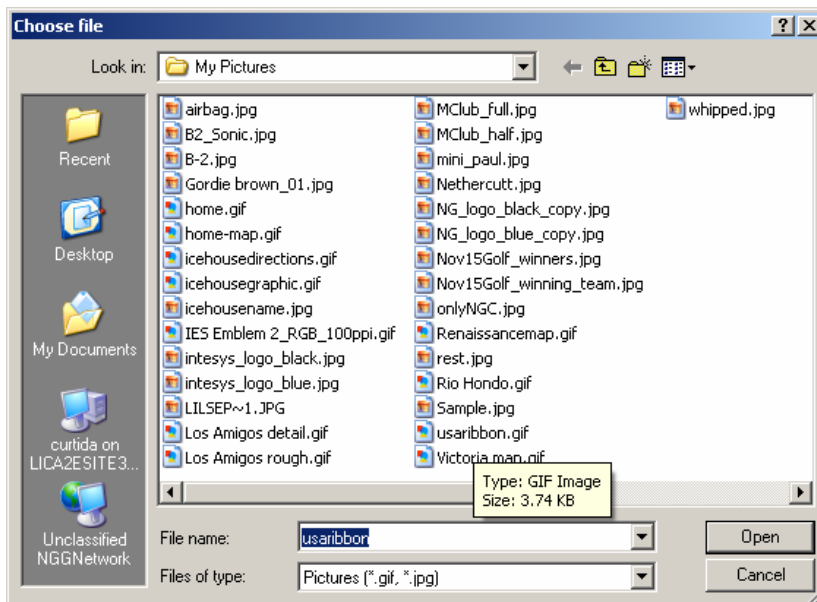 Choose file
Look in:
My Pictures
Recent
Desktop
My Documents
curtida on
LICA2ESITE3...
Unclassified
NGGNetwork
airbag.jpg
B2_Sonic.jpg
B-2.jpg
Gordie brown_01.jpg
home.gif
home-map.gif
icehousedirections.gif
icehousegraphic.gif
icehousename.jpg
IES Emblem 2_RGB_100ppi.gif
intesys_logo_black.jpg
intesys_logo_blue.jpg
LILSEP~1.JPG
Los Amigos detail.gif
Los Amigos rough.gif
MClub_full.jpg
MClub_half.jpg
mini_paul.jpg
Nethercutt.jpg
NG_logo_black_copy.jpg
NG_logo_blue_copy.jpg
Nov15Golf_winners.jpg
Nov15Golf_winning_team.jpg
onlyNGC.jpg
Renaissancemap.gif
rest.jpg
Rio Hondo.gif
Sample.jpg
usaribbon.gif
Victoria map.gif
whipped.jpg
Type: GIF Image
Size: 3.74 KB
File name:
usaribbon
Open
Files of type:
Pictures (*.gif, *.jpg)
Cancel